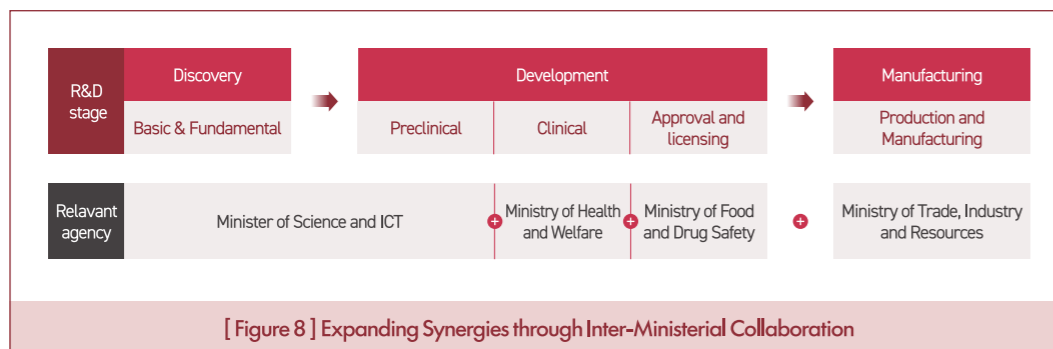 R&D
stage
Discovery
Development
Manufacturing
Basic & Fundamental
Preclinical
Clinical
Approval and
licensing
Production and
Manufacturing
Relavant
agency
Minister of Science and ICT
+
Ministry of Health
and Welfare
+
Ministry of Food
and Drug Safety
+
Ministry of Trade, Industry
and Resources
[ Figure 8 ] Expanding Synergies through Inter-Ministerial Collaboration